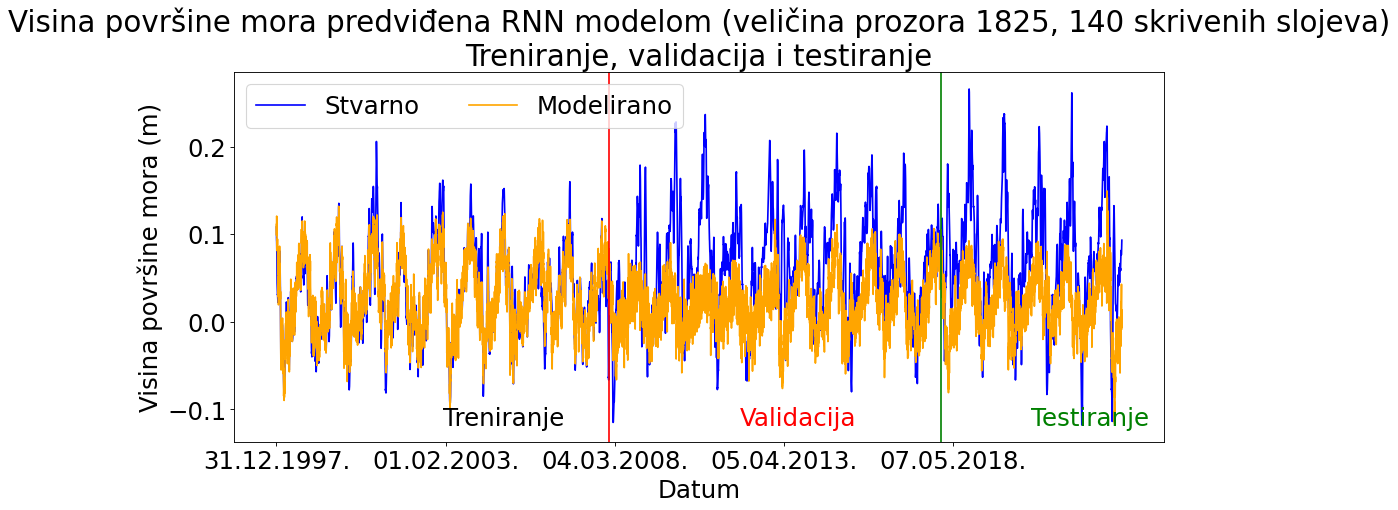 Visina površine mora predviđena RNN modelom (veličina prozora 1825, 140 skrivenih slojeva)
Treniranje, validacija i testiranje
Stvarno
Modelirano
Visina površine mora (m)
0.2
0.1
0.0
−0.1
Treniranje
Validacija
Testiranje
31.12.1997.
01.02.2003.
04.03.2008.
05.04.2013.
07.05.2018.
Datum